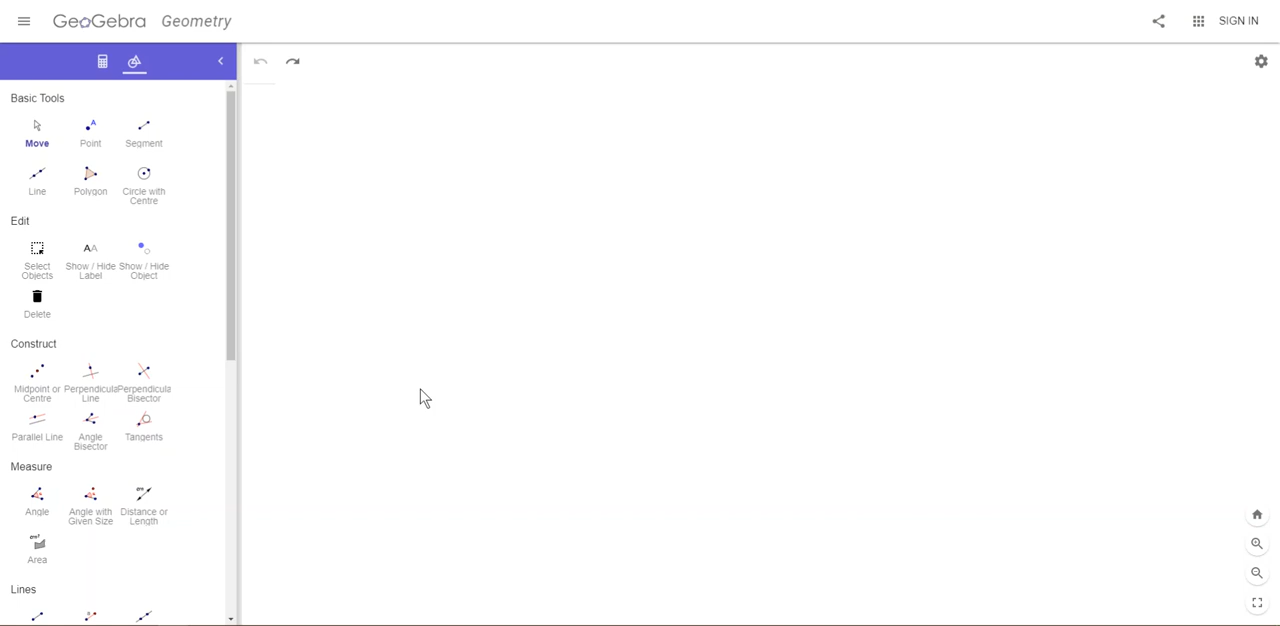 GeoGebra Geometry
SIGN IN
Basic Tools
Move Point Segment
Line Polygon Circle with Centre
Edit
Select Objects Show / Hide Label Show / Hide Object
Delete
Construct
Midpoint or Centre Perpendicula Line Perpendicula Bisector
Parallel Line Angle Bisector Tangents
Measure
Angle Angle with Given Size Distance or Length
Area
Lines